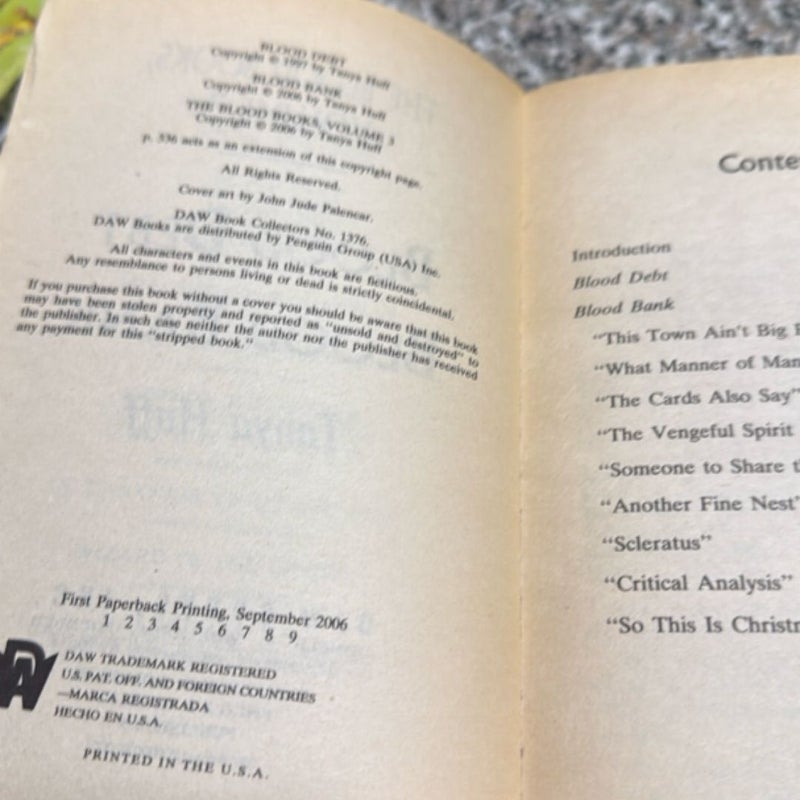 BLOOD DEBT
Copyright © 1997 by Tanya Huff
BLOOD BANK
Copyright © 2006 by Tanya Huff
THE BLOOD BOOKS, VOLUME 3
Copyright © 2006 by Tanya Huff
p. 536 acts as an extension of this copyright page.
All Rights Reserved.
Cover art by John Jude Palencar.
DAW Book Collectors No. 1376.
DAW Books are distributed by Penguin Group (USA) Inc.
All characters and events in this book are fictitious.
Any resemblance to persons living or dead is strictly coincidental.
If you purchase this book without a cover you should be aware that this book
may have been stolen property and reported as "unsold and destroyed" to
the publisher. In such case neither the author nor the publisher has received
any payment for this "stripped book."
Tanya Huff
First Paperback Printing, September 2006
1 2 3 4 5 6 7 8 9
DAW TRADEMARK REGISTERED
U.S. PAT. OFF. AND FOREIGN COUNTRIES
—MARCA REGISTRADA
HECHO EN U.S.A.
PRINTED IN THE U.S.A.
Conte
Introduction
Blood Debt
Blood Bank
"This Town Ain't Big
"What Manner of Man
"The Cards Also Say"
"The Vengeful Spirit
"Someone to Share
"Another Fine Nest"
"Scleratus"
"Critical Analysis"
"So This Is Christm